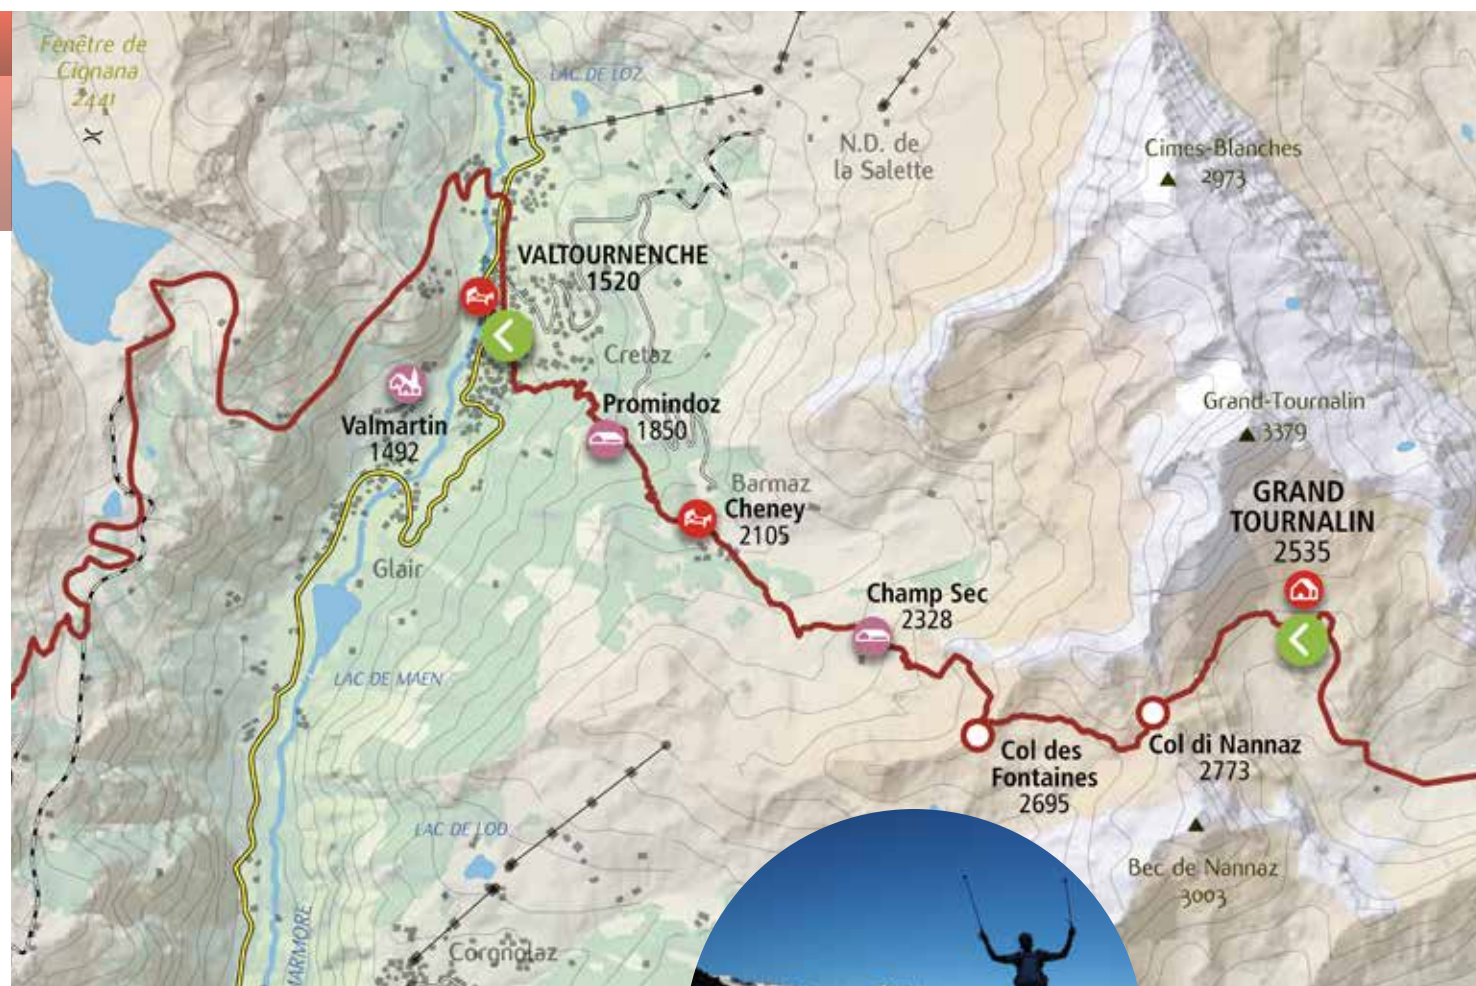 Fenêtre de
Cignana
2441
LAC DE LOZ
N.D. de
la Salette
Cimes-Blanches
2973
VALTOURNENCHE
1520
Cretaz
Promindoz
1850
Valmartin
1492
Grand-Tournalin
3379
Barmaz
Cheney
2105
GRAND
TOURNALIN
2535
Glair
Champ Sec
2328
LAC DE MAEN
Col des
Fontaines
2695
Col di Nannaz
2773
LAC DE LOD
Bec de Nannaz
3003
MARMORE
Corgnolaz